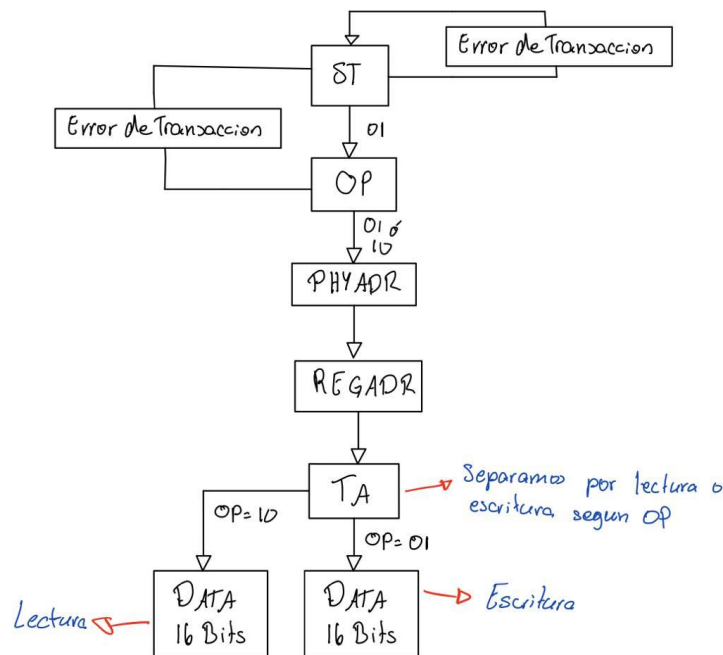 Error de Transaccion
ST
Error de Transaccion
01
OP
01 ó
10
PHYADR
REGADR
TA
Separamos por lectura o
escritura segun OP
OP=10
OP=01
DATA
16 Bits
DATA
16 Bits
Lectura
Escritura